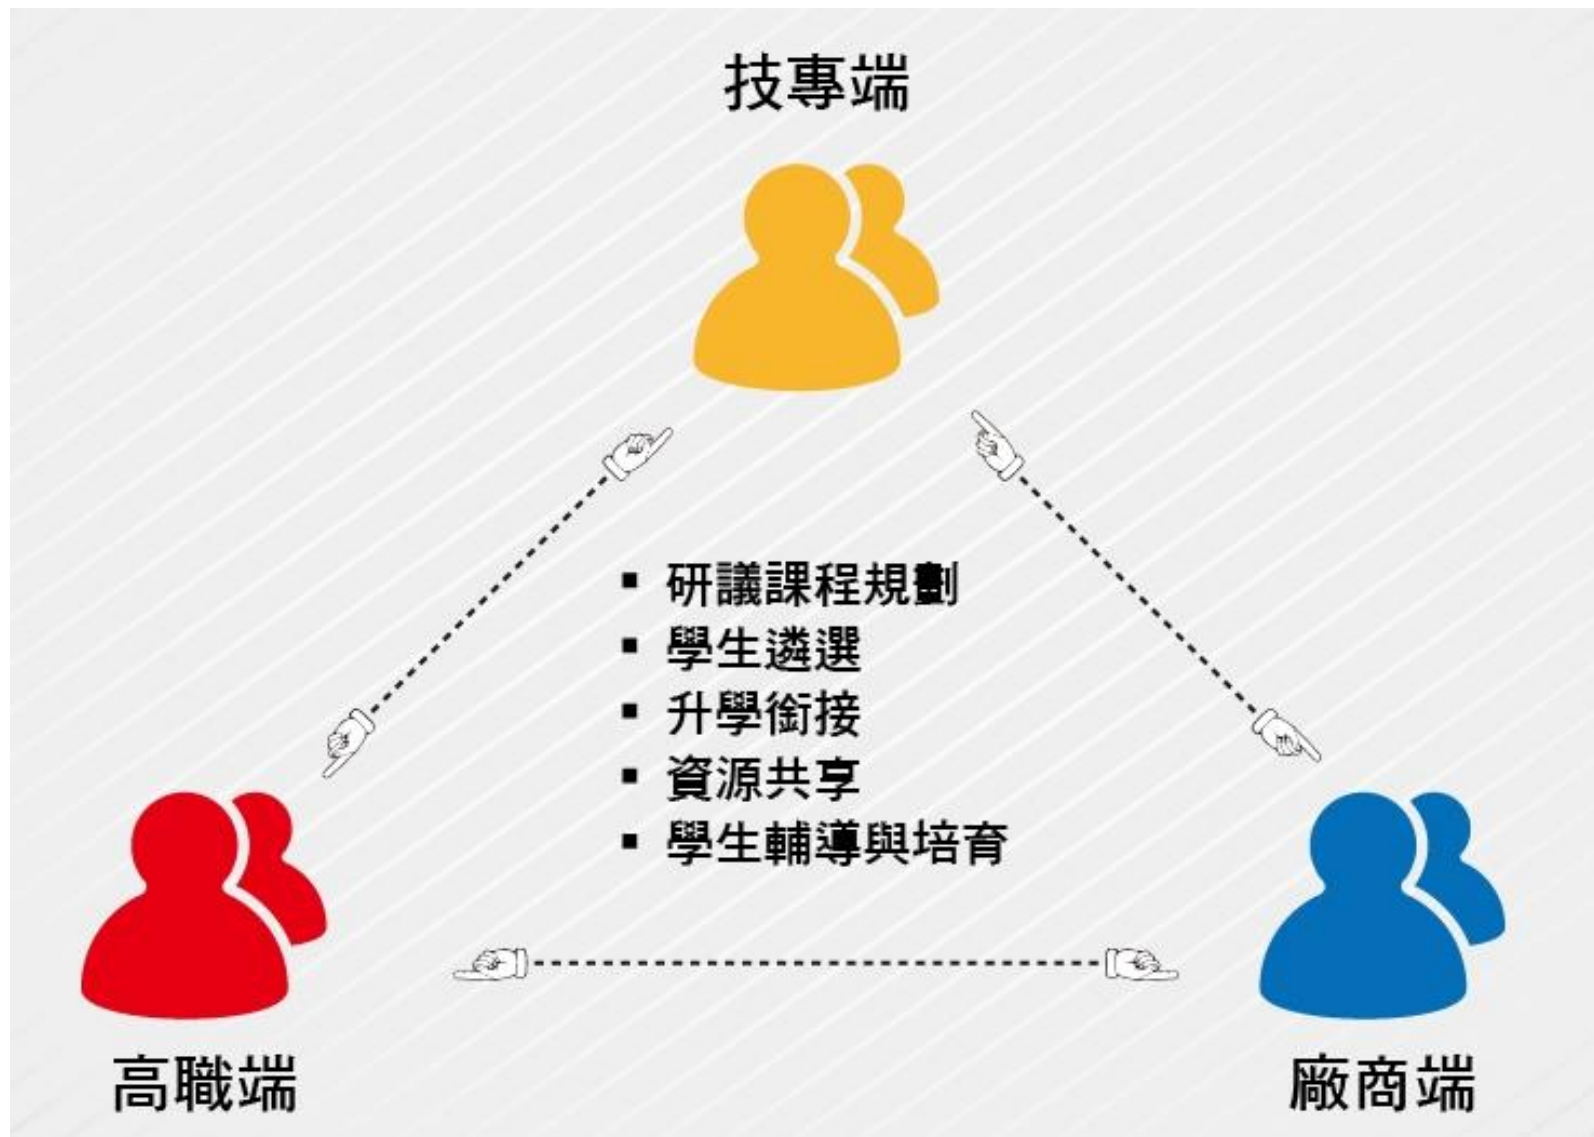 技專端
▪ 研議課程規劃
▪ 學生遴選
▪ 升學銜接
▪ 資源共享
▪ 學生輔導與培育
高職端
廠商端